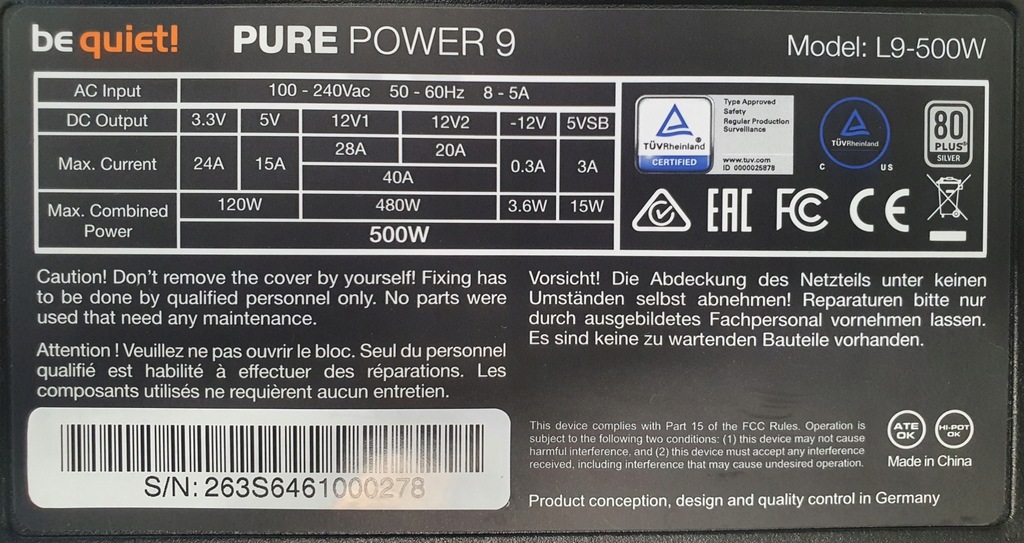 be quiet! PURE POWER 9 Model: L9-500W
AC Input 100 - 240Vac 50 - 60Hz 8 - 5A
DC Output 3.3V 5V 12V1 12V2 -12V 5VSB
Max. Current 24A 15A 28A 20A 0.3A 3A
40A
Max. Combined Power 120W 480W 3.6W 15W
500W
TÜVRheinland®
CERTIFIED
Type Approved
Safety
Regular Production
Surveillance
www.tuv.com
ID 0000025878
TÜVRheinland
C US
80
PLUS®
SILVER
EAC FC CE
Caution! Don't remove the cover by yourself! Fixing has
to be done by qualified personnel only. No parts were
used that need any maintenance.
Attention ! Veuillez ne pas ouvrir le bloc. Seul du personnel
qualifié est habilité à effectuer des réparations. Les
composants utilisés ne requièrent aucun entretien.
Vorsicht! Die Abdeckung des Netzteils unter keinen
Umständen selbst abnehmen! Reparaturen bitte nur
durch ausgebildetes Fachpersonal vornehmen lassen.
Es sind keine zu wartenden Bauteile vorhanden.
S/N: 263S6461000278
This device complies with Part 15 of the FCC Rules. Operation is
subject to the following two conditions: (1) this device may not cause
harmful interference, and (2) this device must accept any interference
received, including interference that may cause undesired operation.
ATE
OK
HI-POT
OK
Made in China
Product conception, design and quality control in Germany